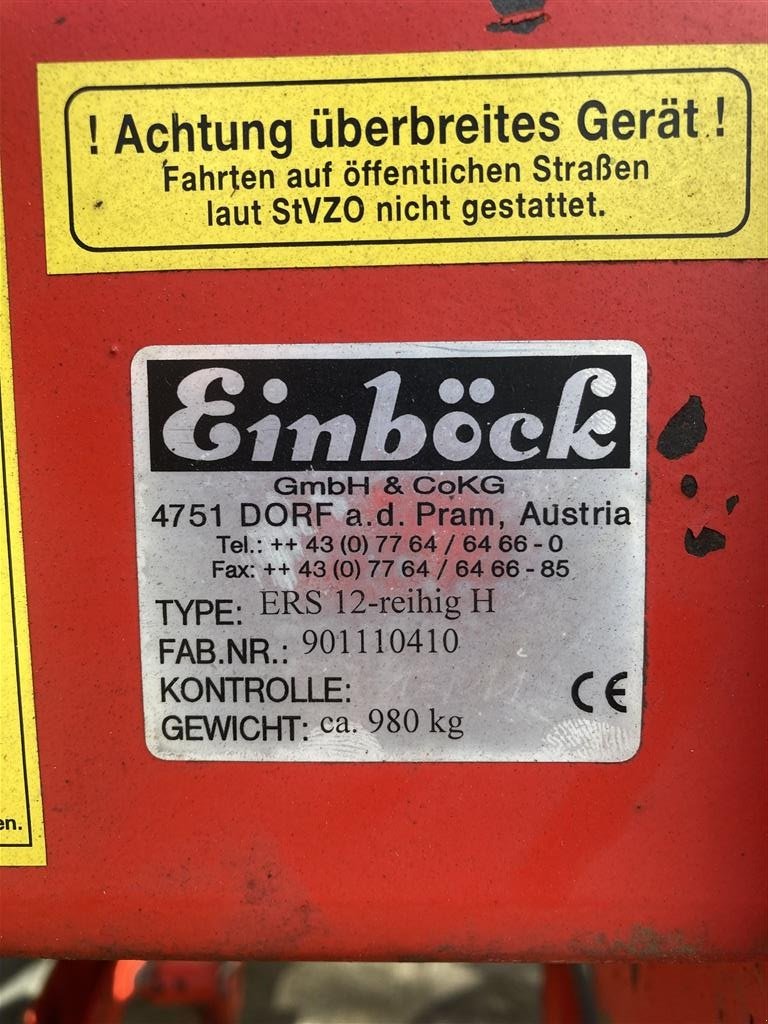 ! Achtung überbreites Gerät !
Fahrten auf öffentlichen Straßen
laut StVZO nicht gestattet.
Einböck
GmbH & CoKG
4751 DORF a.d. Pram, Austria
Tel.: ++ 43 (0) 77 64 / 64 66 - 0
Fax: ++ 43 (0) 77 64 / 64 66 - 85
TYPE: ERS 12-reihig H
FAB.NR.: 901110410
KONTROLLE:
CE
GEWICHT: ca. 980 kg
en.